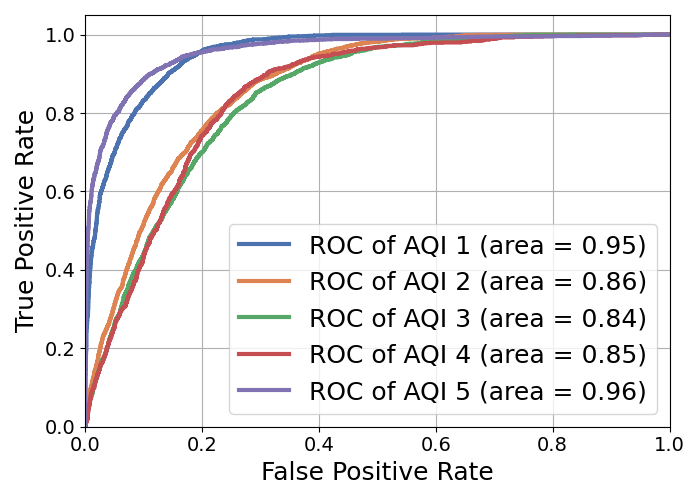 1.0
0.8
0.6
0.4
0.2
0.0
True Positive Rate
ROC of AQI 1 (area = 0.95)
ROC of AQI 2 (area = 0.86)
ROC of AQI 3 (area = 0.84)
ROC of AQI 4 (area = 0.85)
ROC of AQI 5 (area = 0.96)
0.0 0.2 0.4 0.6 0.8 1.0
False Positive Rate